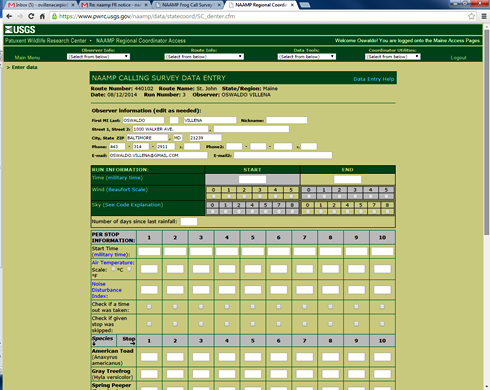 Inbox (5) - ovillenacarpio
Re: naamp FR notice -
NAAMP Frog Call Survey
NAAMP Regional Coordi
https://www.pwrc.usgs.gov/naamp/data/statecoord/SC_denter.cfm
USGS
Patuxent Wildlife Research Center - NAAMP Regional Coordinator Access
Welcome Oswaldo! You are logged onto the Maine Access Pages
Main Menu
Observer Info: Route Info: Data Tools: Coordinator Utilities:
(Select from below) (Select from below) (Select from below) (Select from below)
Logout
> Enter data
NAAMP CALLING SURVEY DATA ENTRY
Data Entry Help
Route Number: 440102 Route Name: St. John State/Region: Maine
Date: 08/12/2014 Run Number: 3 Observer: OSWALDO VILLENA
Observer information (edit as needed):
First MI Last: OSWALDO VILLENA Nickname:
Street 1, Street 2: 1000 WALKER AVE. ,
City, State ZIP BALTIMORE , MD 21239
Phone: 443 - 314 - 2911 x- Phone2: - - x-
E-mail: OSWALDO.VILLENA@GMAIL.COM E-mail2:
RUN INFORMATION: START END
Time (military time):
Wind (Beaufort Scale) 0 1 2 3 4 5 0 1 2 3 4 5
Sky (See Code Explanation) 0 1 2 4 5 7 8 0 1 2 4 5 7 8
Number of days since last rainfall:
PER STOP INFORMATION: 1 2 3 4 5 6 7 8 9 10
Start Time (military time):
Air Temperature:
Scale: °C °F
Noise Disturbance Index:
Check if a time out was taken:
Check if given stop was skipped:
Species Stop → 1 2 3 4 5 6 7 8 9 10
American Toad
(Anaxyrus americanus)
Gray Treefrog
(Hyla versicolor)
Spring Peeper